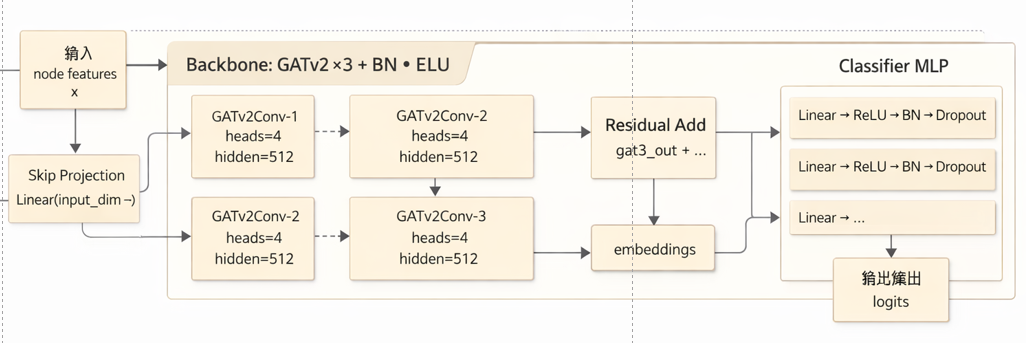 node features
x
Skip Projection
Linear(input_dim→)
Backbone: GATv2 ×3 + BN • ELU
GATv2Conv-1
heads=4
hidden=512
GATv2Conv-2
heads=4
hidden=512
GATv2Conv-2
heads=4
hidden=512
GATv2Conv-3
heads=4
hidden=512
Residual Add
gat3_out + ...
embeddings
Classifier MLP
Linear → ReLU → BN → Dropout
Linear → ReLU → BN → Dropout
Linear → ...
logits